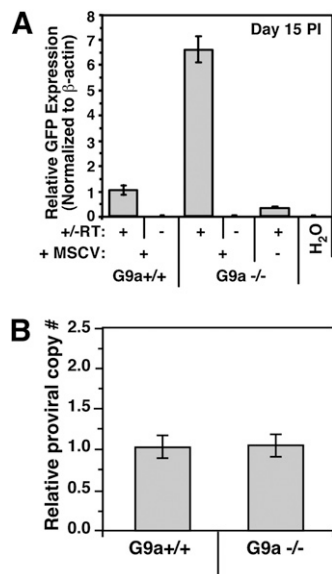 A
Day 15 PI
Relative GFP Expression
(Normalized to β-actin)
8
7
6
5
4
3
2
1
0
+/-RT: + - + - +
+ MSCV: + + -
H2O
G9a+/+ G9a -/-
B
Relative proviral copy #
2.5
2.0
1.5
1.0
0.5
0
G9a+/+ G9a -/-